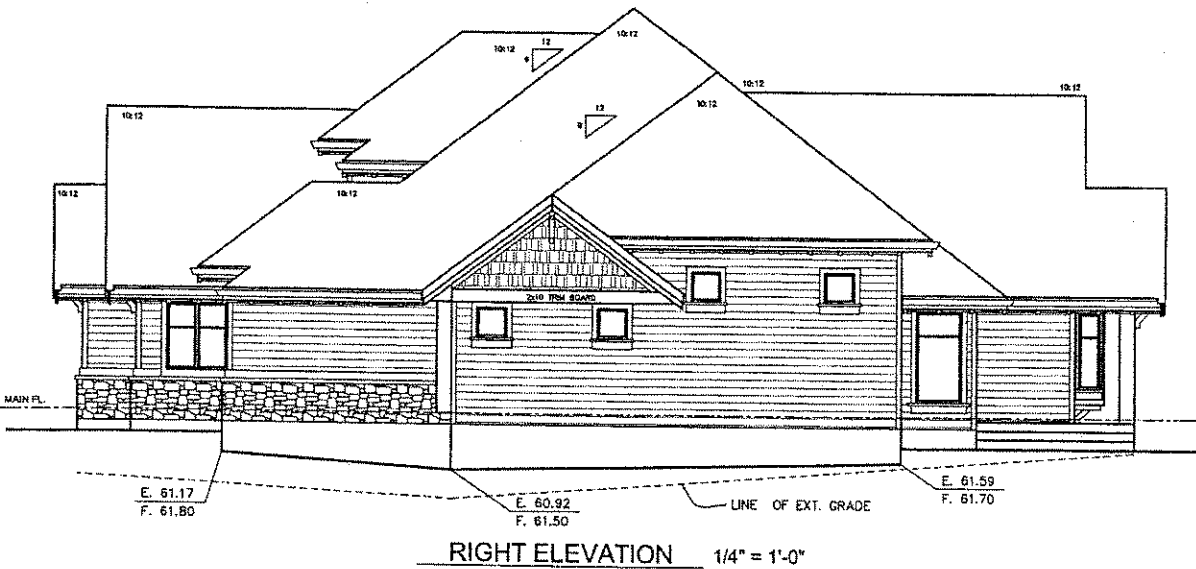 10:12
10:12
12
10:12
10:12
10:12
10:12
10:12
12
9
10:12
10:12
2x10 TRIM BOARD
MAIN FL.
E. 61.17
F. 61.80
E. 60.92
F. 61.50
LINE OF EXT. GRADE
E. 61.59
F. 61.70
RIGHT ELEVATION 1/4" = 1'-0"